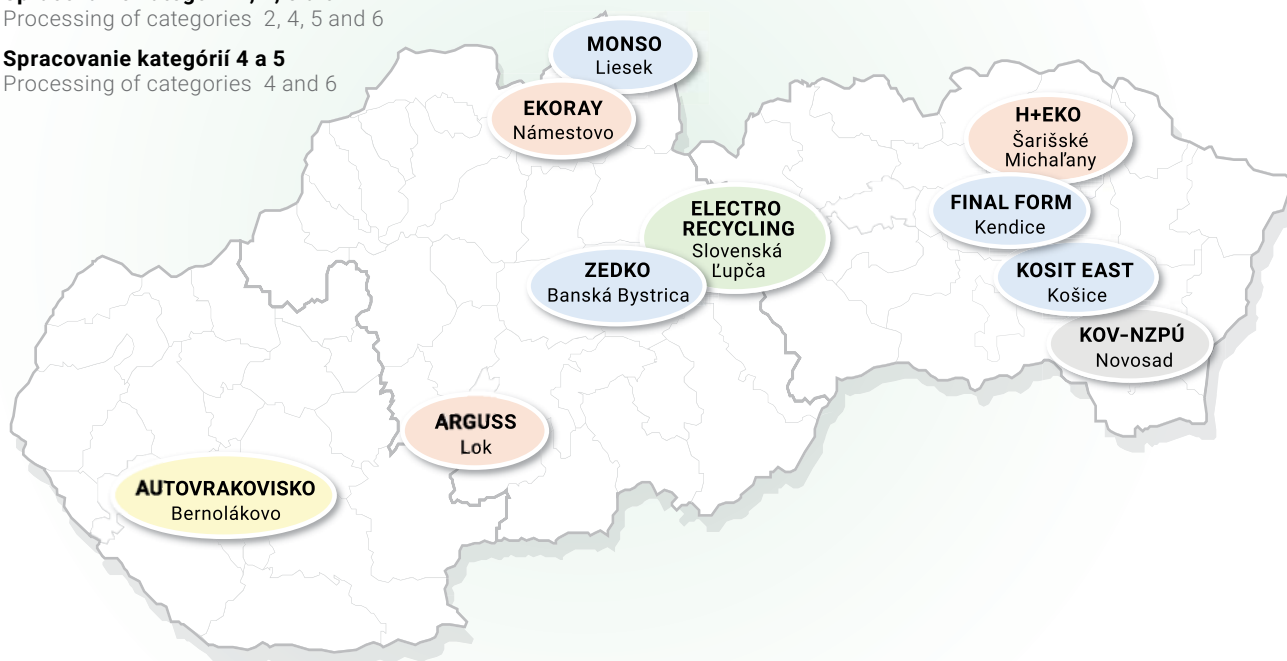 Processing of categories 2, 4, 5 and 6
Spracovanie kategórií 4 a 5
Processing of categories 4 and 6
MONSO
Liesek
EKORAY
Námestovo
H+EKO
Šarišské
Michaľany
FINAL FORM
Kendice
ELECTRO
RECYCLING
Slovenská
Ľupča
ZEDKO
Banská Bystrica
KOSIT EAST
Košice
KOV-NZPÚ
Novosad
ARGUSS
Lok
AUTOVRAKOVISKO
Bernolákovo